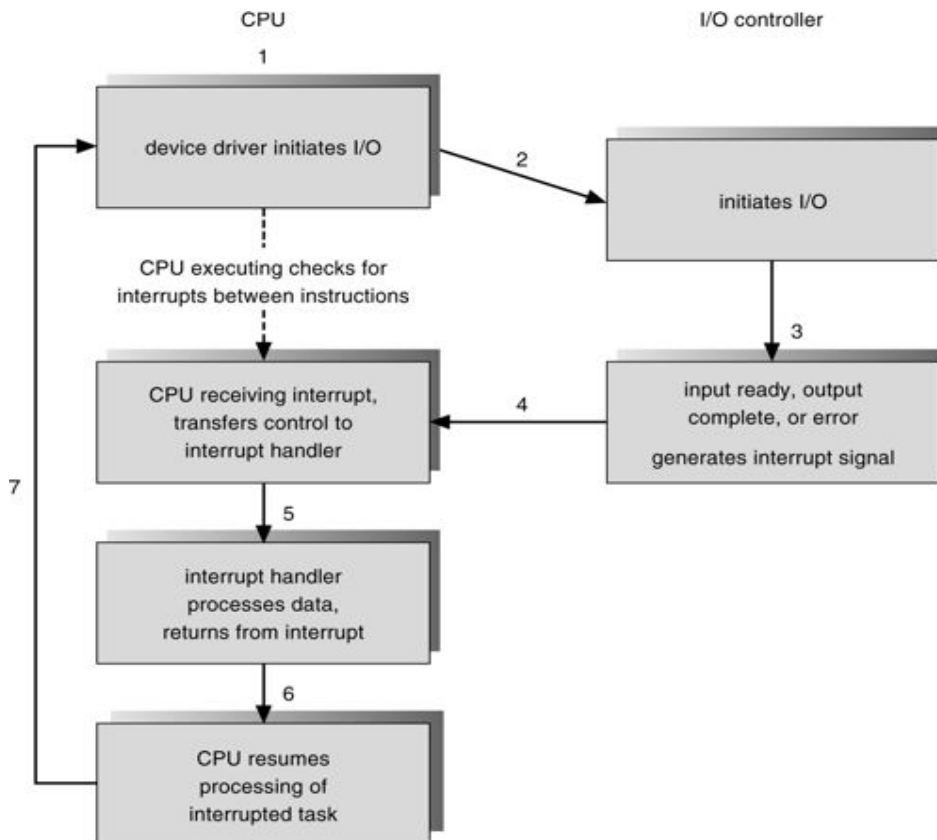 CPU
I/O controller
1
device driver initiates I/O
2
initiates I/O
CPU executing checks for
interrupts between instructions
3
CPU receiving interrupt,
transfers control to
interrupt handler
4
input ready, output
complete, or error
generates interrupt signal
7
5
interrupt handler
processes data,
returns from interrupt
6
CPU resumes
processing of
interrupted task